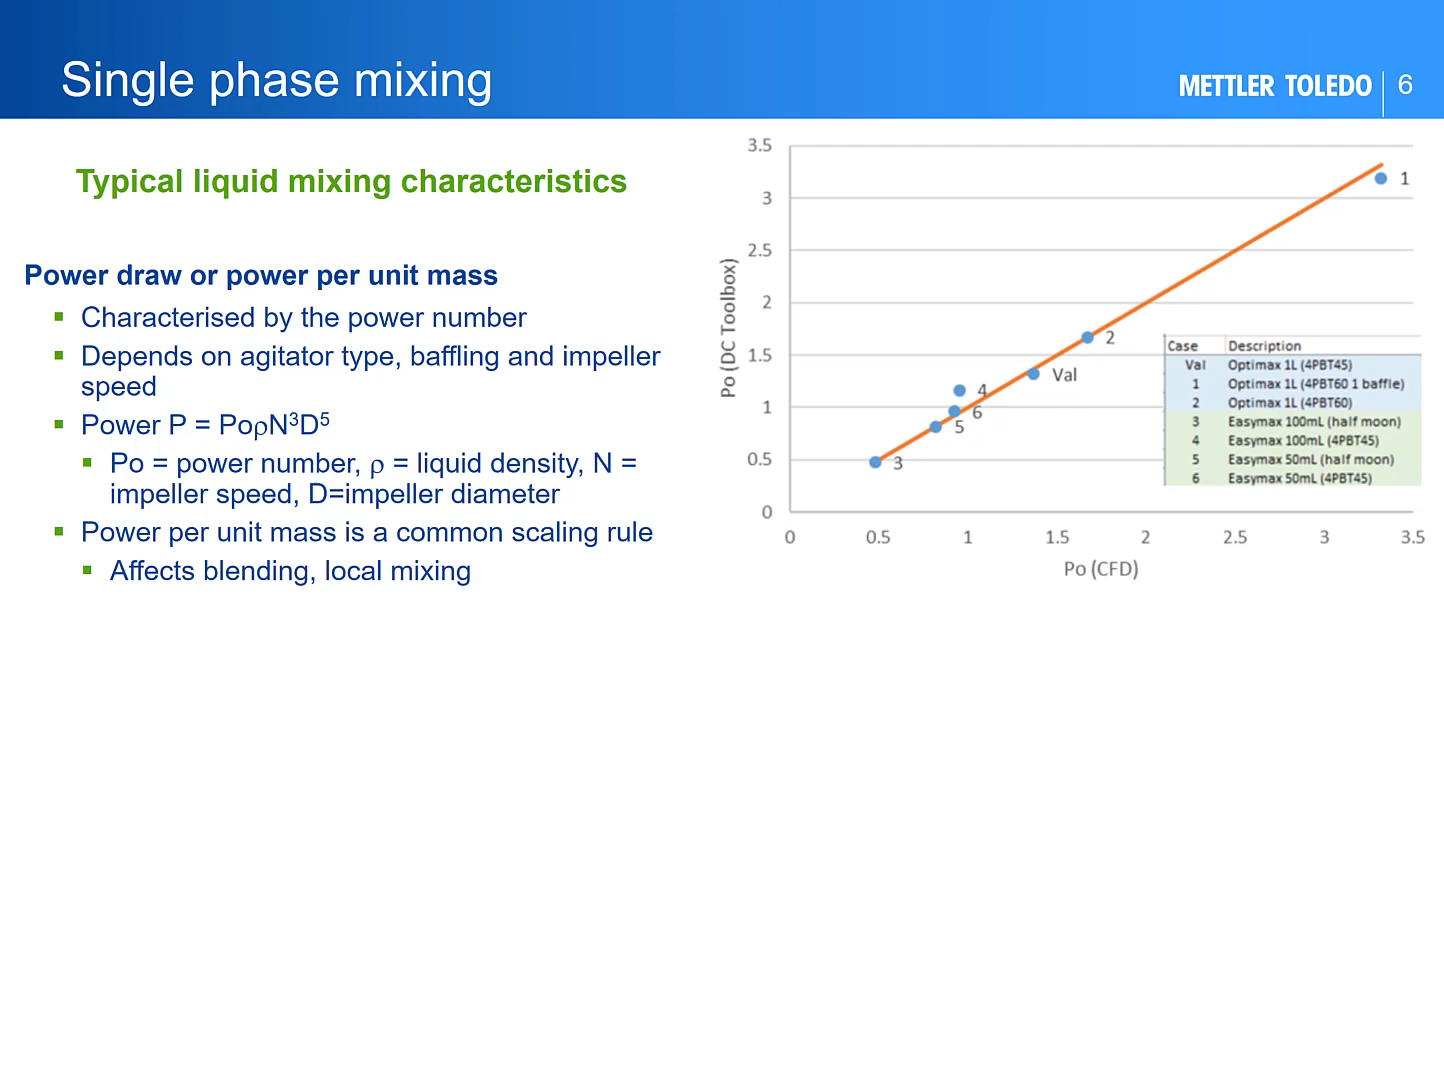 Single phase mixing
METTLER TOLEDO 6
Typical liquid mixing characteristics
Power draw or power per unit mass
Characterised by the power number
Depends on agitator type, baffling and impeller
speed
Power P = PoρN³D⁵
Po = power number, ρ = liquid density, N =
impeller speed, D=impeller diameter
Power per unit mass is a common scaling rule
Affects blending, local mixing
3.5
3
2.5
2
1.5
1
0.5
0
Po (DC Toolbox)
1
2
Val
4
6
5
3
Case Description
Val Optimax 1L (4PBT45)
1 Optimax 1L (4PBT60 1 baffle)
2 Optimax 1L (4PBT60)
3 Easymax 100mL (half moon)
4 Easymax 100mL (4PBT45)
5 Easymax 50mL (half moon)
6 Easymax 50mL (4PBT45)
0 0.5 1 1.5 2 2.5 3 3.5
Po (CFD)